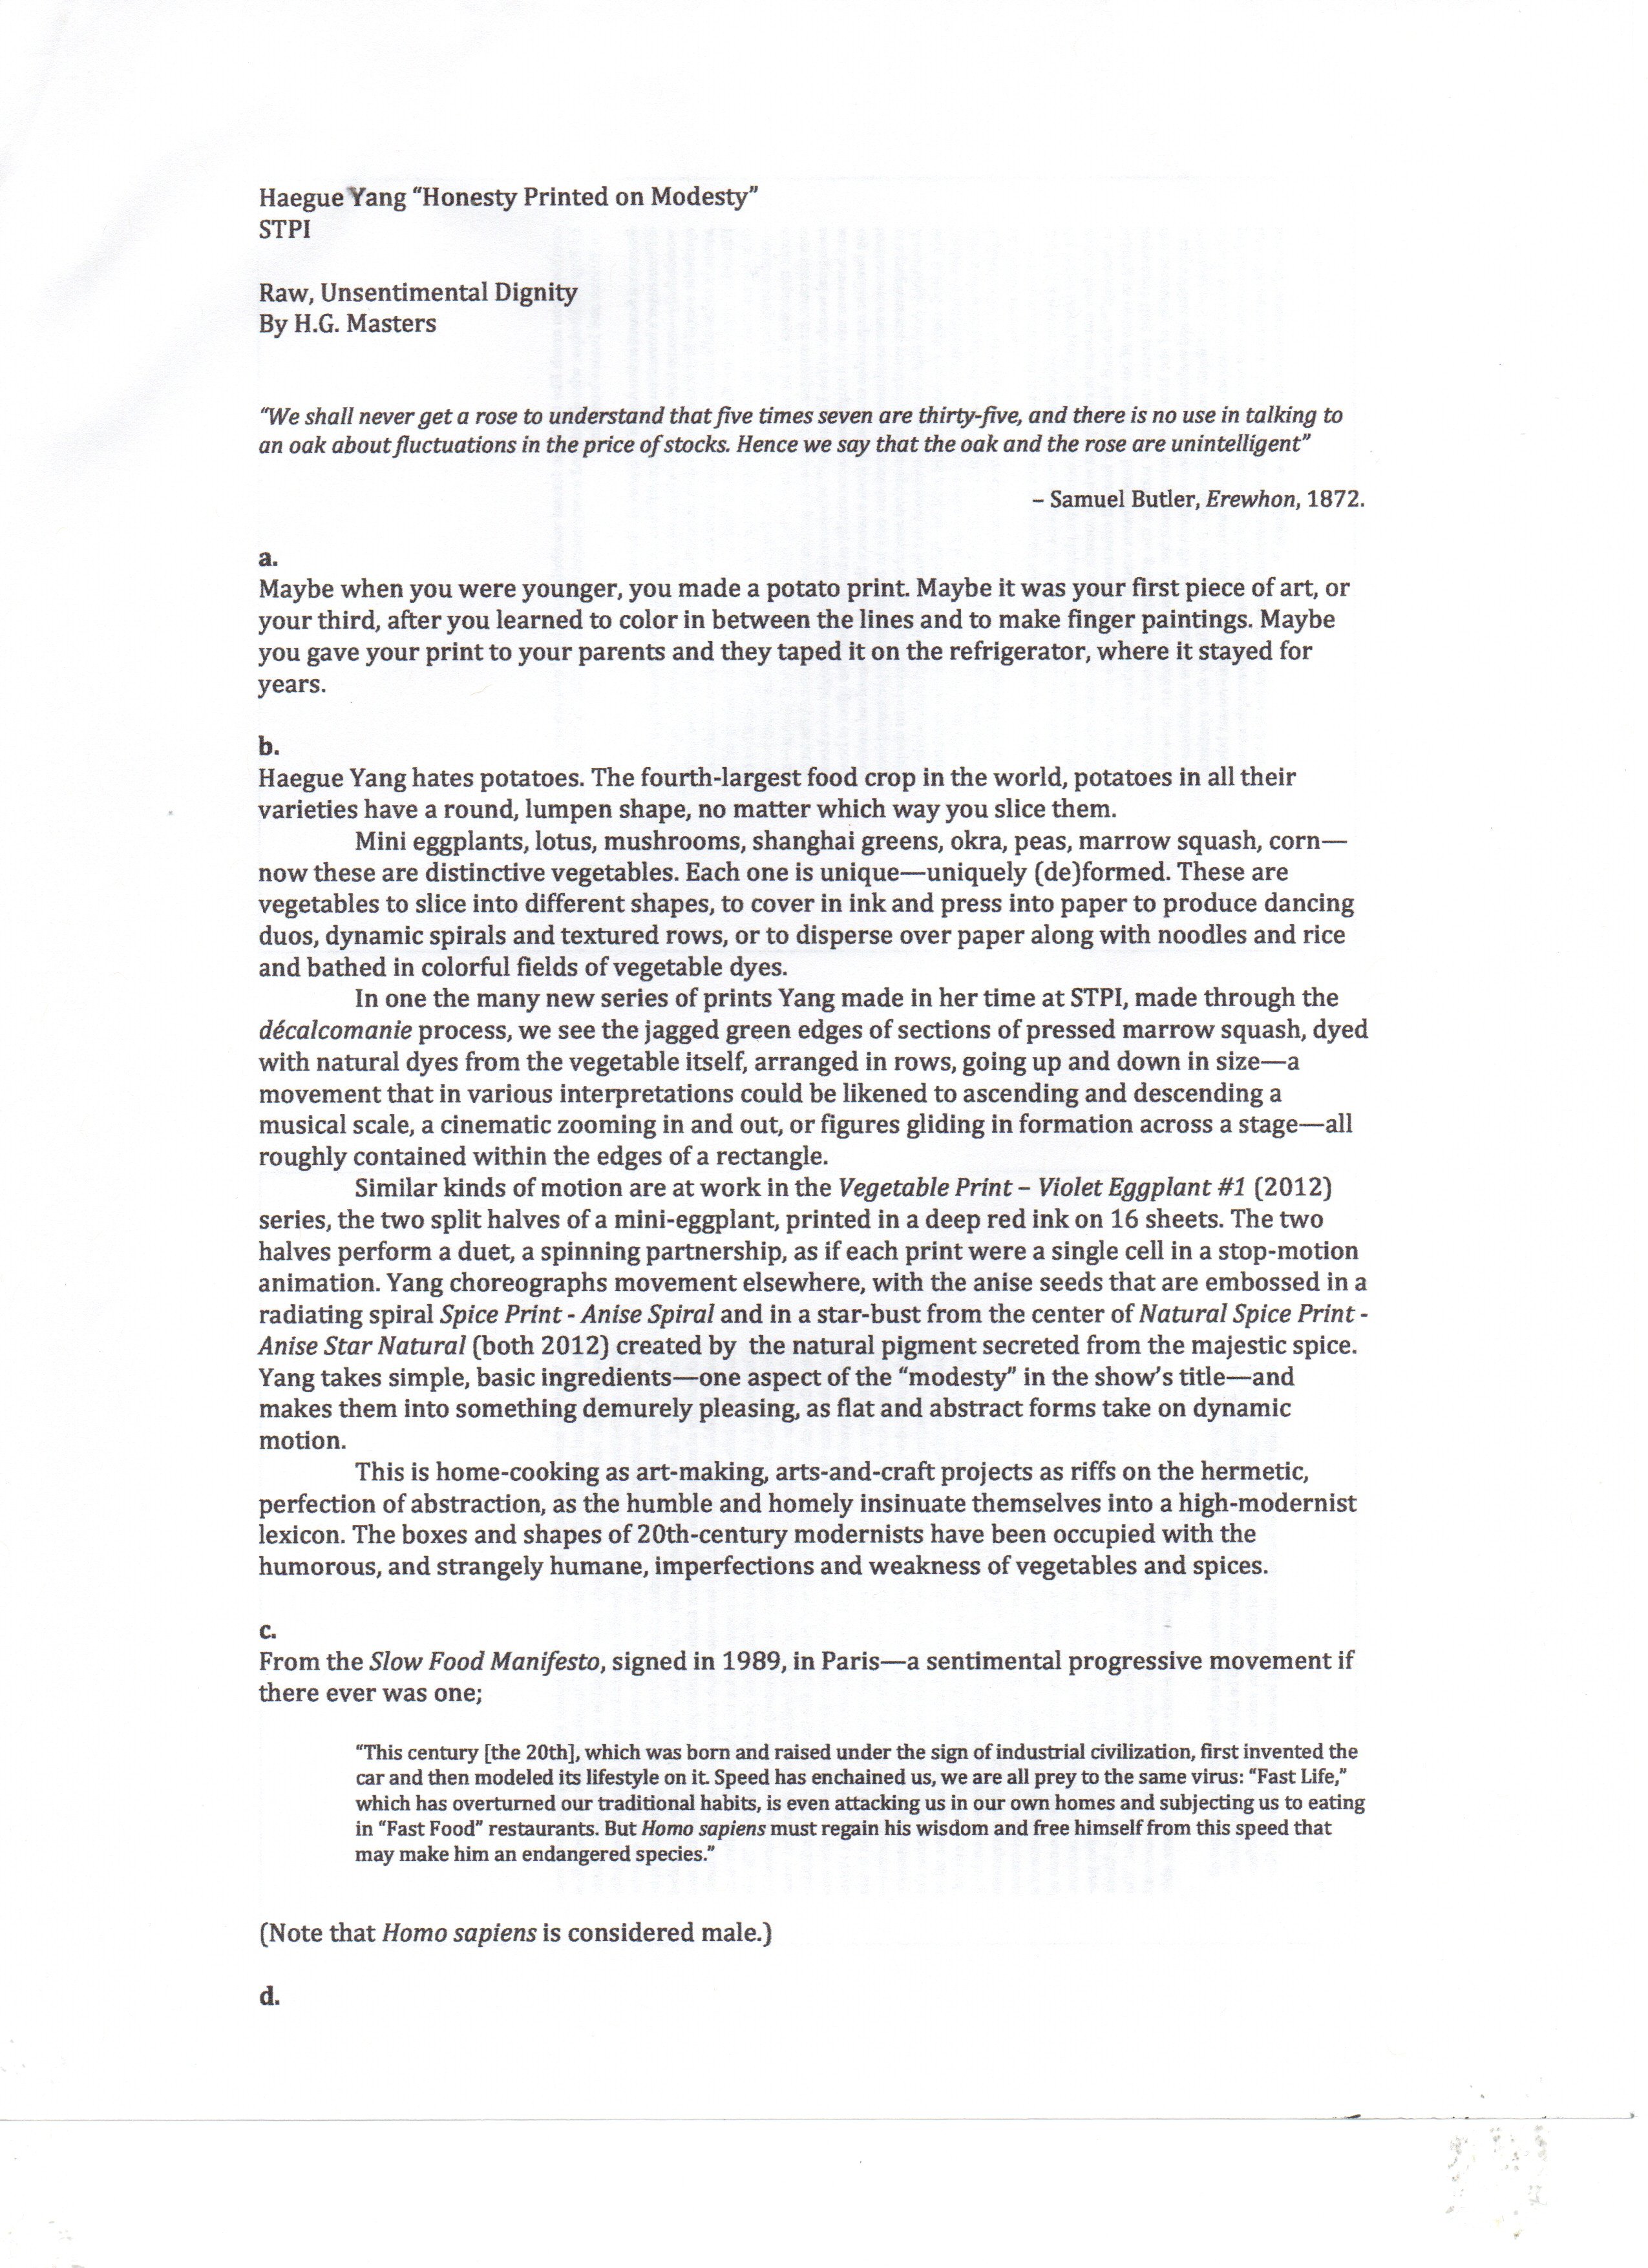 Haegue Yang “Honesty Printed on Modesty”
STPI
Raw, Unsentimental Dignity
By H.G. Masters
“We shall never get a rose to understand that five times seven are thirty-five, and there is no use in talking to
an oak about fluctuations in the price of stocks. Hence we say that the oak and the rose are unintelligent”
– Samuel Butler, Erewhon, 1872.
a.
Maybe when you were younger, you made a potato print. Maybe it was your first piece of art, or
your third, after you learned to color in between the lines and to make finger paintings. Maybe
you gave your print to your parents and they taped it on the refrigerator, where it stayed for
years.
b.
Haegue Yang hates potatoes. The fourth-largest food crop in the world, potatoes in all their
varieties have a round, lumpen shape, no matter which way you slice them.
Mini eggplants, lotus, mushrooms, shanghai greens, okra, peas, marrow squash, corn—
now these are distinctive vegetables. Each one is unique—uniquely (de)formed. These are
vegetables to slice into different shapes, to cover in ink and press into paper to produce dancing
duos, dynamic spirals and textured rows, or to disperse over paper along with noodles and rice
and bathed in colorful fields of vegetable dyes.
In one the many new series of prints Yang made in her time at STPI, made through the
décalcomanie process, we see the jagged green edges of sections of pressed marrow squash, dyed
with natural dyes from the vegetable itself, arranged in rows, going up and down in size—a
movement that in various interpretations could be likened to ascending and descending a
musical scale, a cinematic zooming in and out, or figures gliding in formation across a stage—all
roughly contained within the edges of a rectangle.
Similar kinds of motion are at work in the Vegetable Print – Violet Eggplant #1 (2012)
series, the two split halves of a mini-eggplant, printed in a deep red ink on 16 sheets. The two
halves perform a duet, a spinning partnership, as if each print were a single cell in a stop-motion
animation. Yang choreographs movement elsewhere, with the anise seeds that are embossed in a
radiating spiral Spice Print - Anise Spiral and in a star-bust from the center of Natural Spice Print -
Anise Star Natural (both 2012) created by the natural pigment secreted from the majestic spice.
Yang takes simple, basic ingredients—one aspect of the “modesty” in the show’s title—and
makes them into something demurely pleasing, as flat and abstract forms take on dynamic
motion.
This is home-cooking as art-making, arts-and-craft projects as riffs on the hermetic,
perfection of abstraction, as the humble and homely insinuate themselves into a high-modernist
lexicon. The boxes and shapes of 20th-century modernists have been occupied with the
humorous, and strangely humane, imperfections and weakness of vegetables and spices.
c.
From the Slow Food Manifesto, signed in 1989, in Paris—a sentimental progressive movement if
there ever was one;
“This century [the 20th], which was born and raised under the sign of industrial civilization, first invented the
car and then modeled its lifestyle on it. Speed has enchained us, we are all prey to the same virus: “Fast Life,”
which has overturned our traditional habits, is even attacking us in our own homes and subjecting us to eating
in “Fast Food” restaurants. But Homo sapiens must regain his wisdom and free himself from this speed that
may make him an endangered species.”
(Note that Homo sapiens is considered male.)
d.